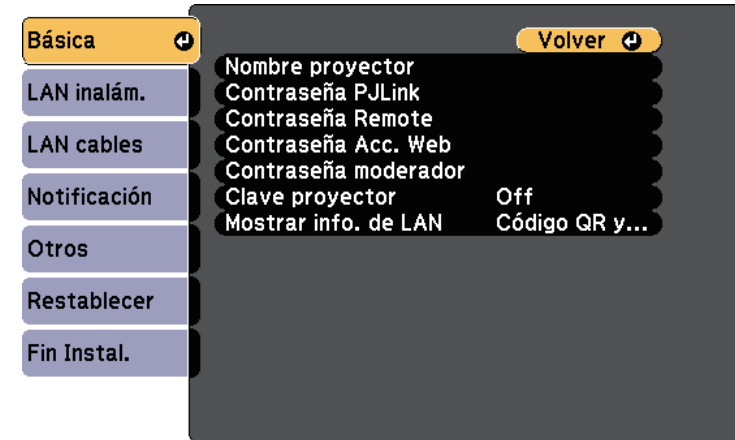 Básica
LAN inalám.
LAN cables
Notificación
Otros
Restablecer
Fin Instal.
Volver
Nombre proyector
Contraseña PJLink
Contraseña Remote
Contraseña Acc. Web
Contraseña moderador
Clave proyector Off
Mostrar info. de LAN Código QR y...